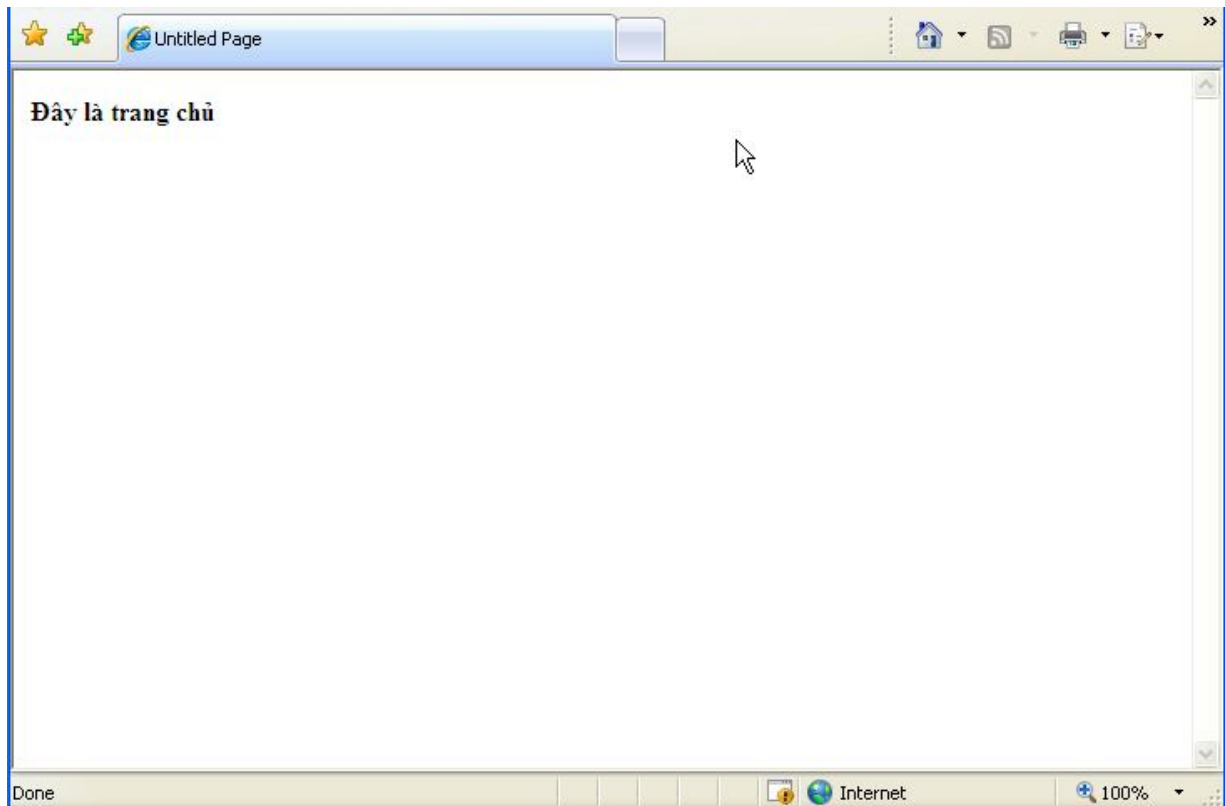 Untitled Page
»
Đây là trang chủ
Done
Internet
100%